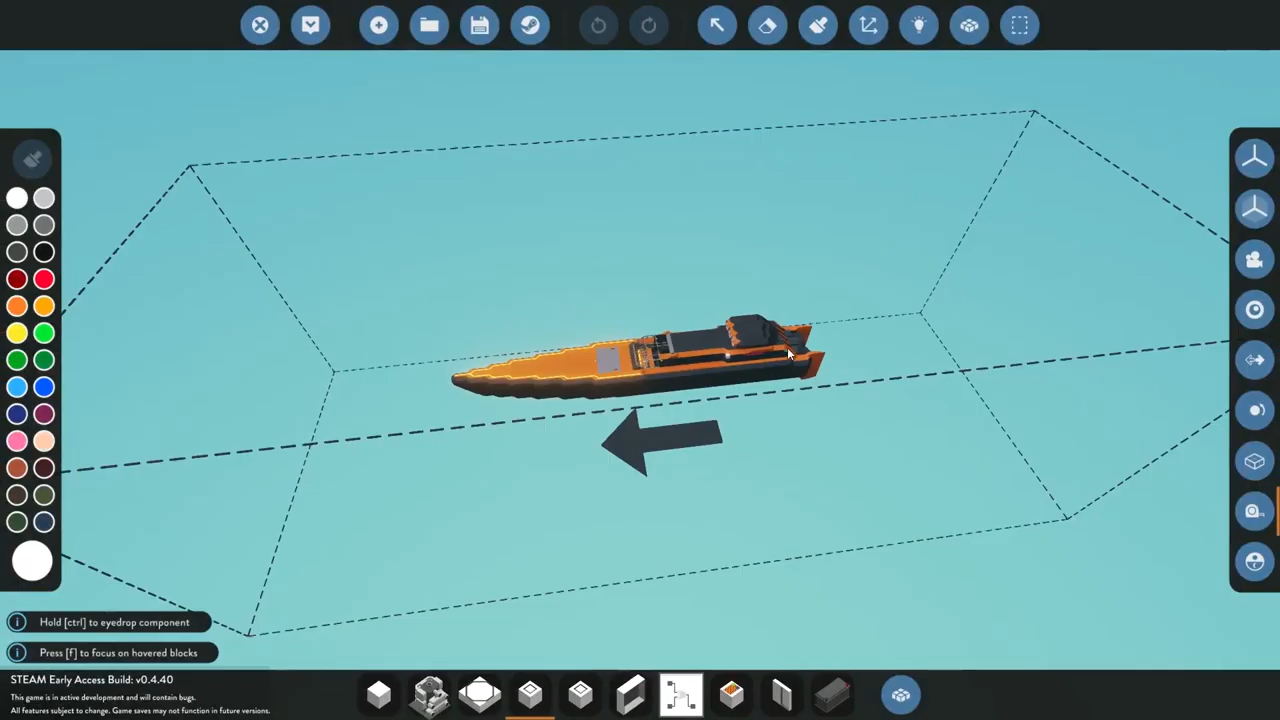 Hold [ctrl] to eyedrop component
Press [f] to focus on hovered blocks
STEAM Early Access Build: v0.4.40
This game is in active development and will contain bugs.
All features subject to change. Game saves may not function in future versions.